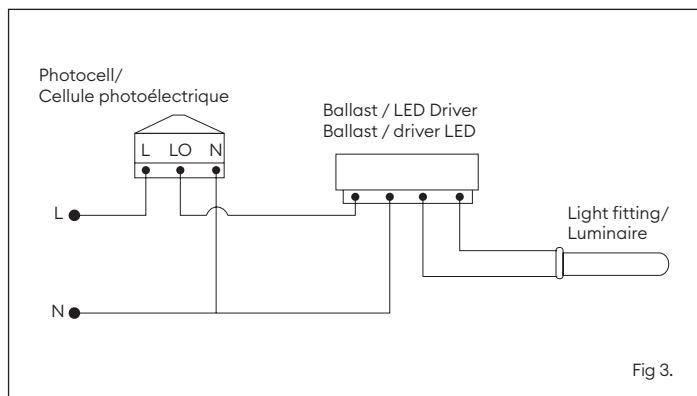 Photocell/
Cellule photoélectrique
L LO N
Ballast / LED Driver
Ballast / driver LED
L
Light fitting/
Luminaire
N
Fig 3.